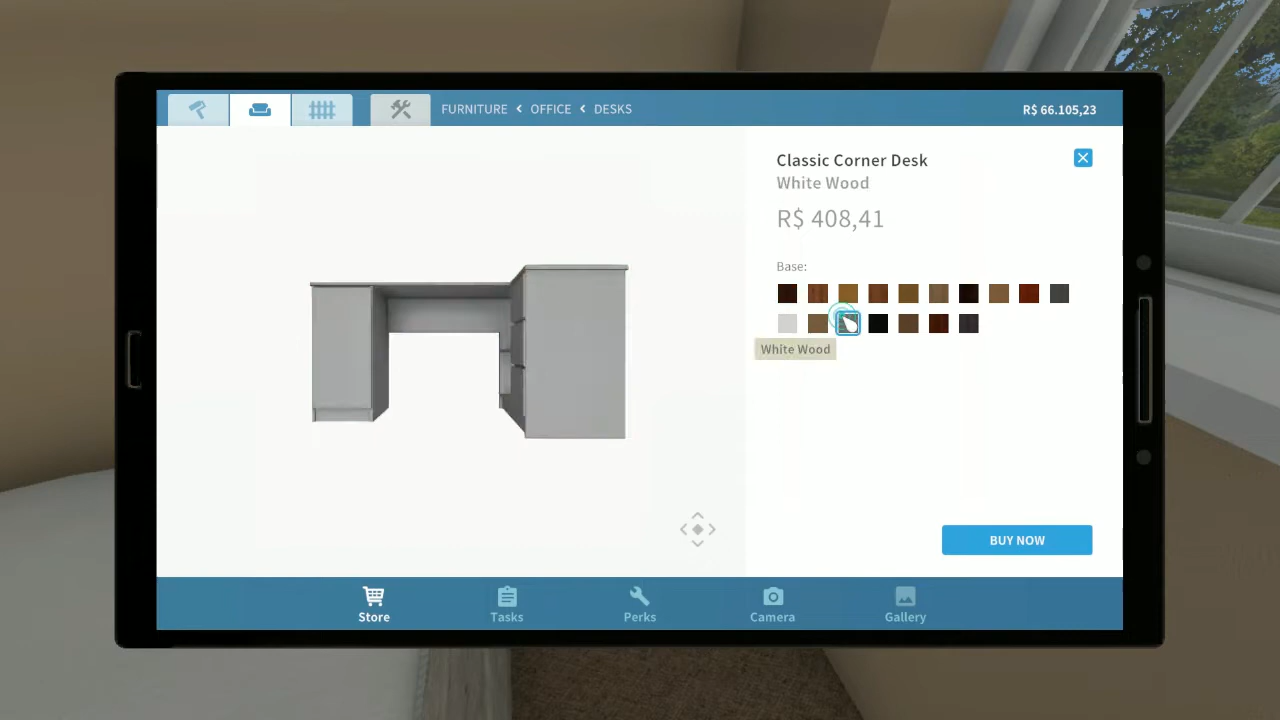 FURNITURE < OFFICE < DESKS
R$ 66.105,23
Classic Corner Desk
White Wood
R$ 408,41
Base:
White Wood
BUY NOW
Store
Tasks
Perks
Camera
Gallery